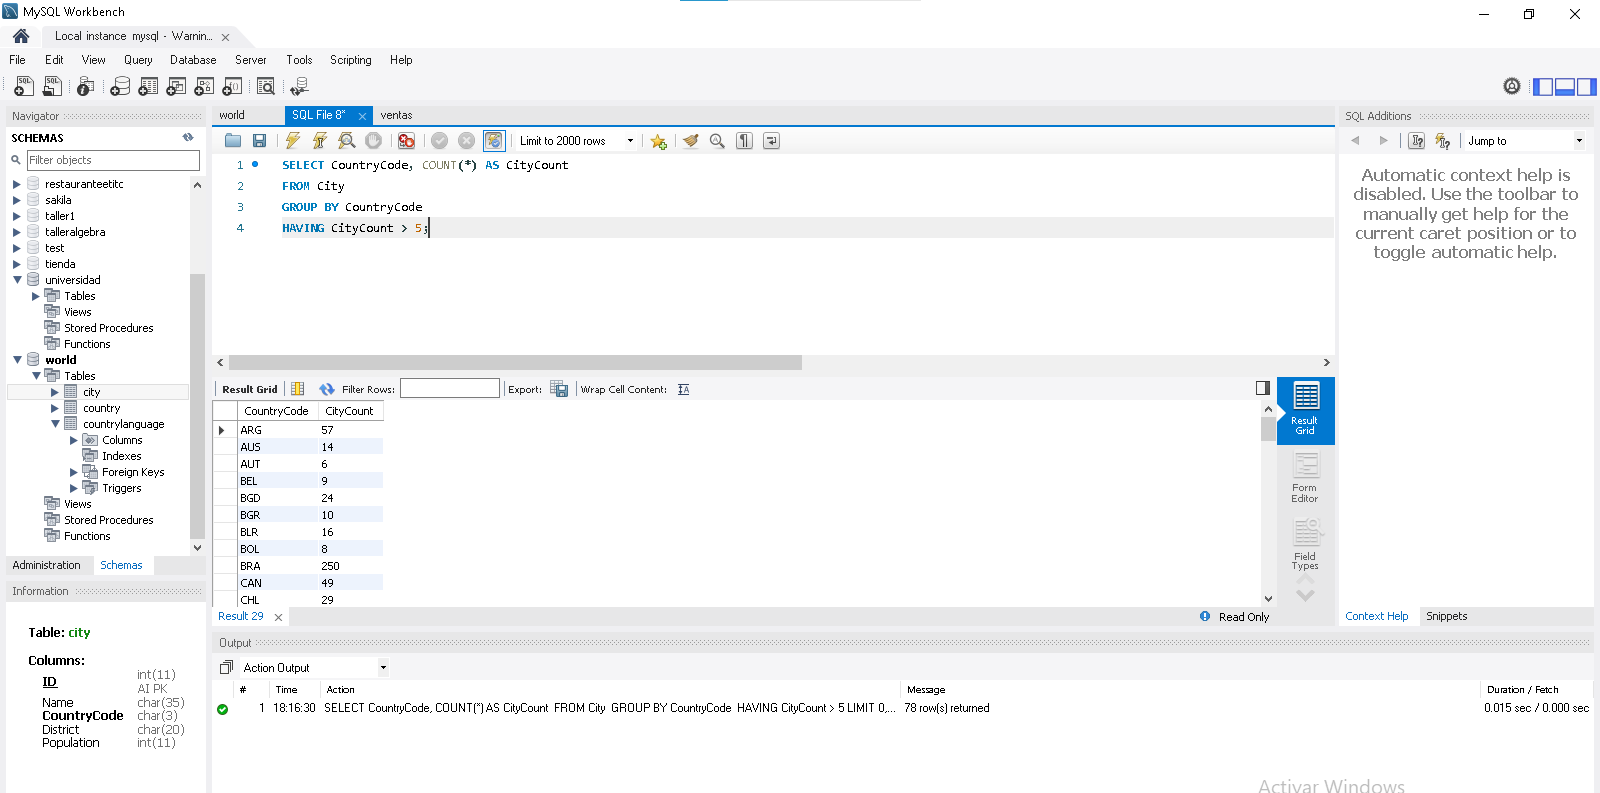 MySQL Workbench
Local instance mysql - Warnin...
File Edit View Query Database Server Tools Scripting Help
Navigator
SCHEMAS
Filter objects
restauranteetitc
sakila
taller1
talleralgebra
test
tienda
universidad
Tables
Views
Stored Procedures
Functions
world
Tables
city
country
countrylanguage
Columns
Indexes
Foreign Keys
Triggers
Views
Stored Procedures
Functions
Administration Schemas
Information
Table: city
Columns:
ID int(11) AI PK
Name char(35)
CountryCode char(3)
District char(20)
Population int(11)
world SQL File 8* ventas
Limit to 2000 rows
1 SELECT CountryCode, COUNT(*) AS CityCount
2 FROM City
3 GROUP BY CountryCode
4 HAVING CityCount > 5;
Result Grid Filter Rows: Export: Wrap Cell Content:
CountryCode CityCount
ARG 57
AUS 14
AUT 6
BEL 9
BGD 24
BGR 10
BLR 16
BOL 8
BRA 250
CAN 49
CHL 29
Result Grid
Form Editor
Field Types
Result 29 Read Only
SQL Additions
Jump to
Automatic context help is
disabled. Use the toolbar to
manually get help for the
current caret position or to
toggle automatic help.
Context Help Snippets
Output
Action Output
# Time Action Message Duration / Fetch
1 18:16:30 SELECT CountryCode, COUNT(*) AS CityCount FROM City GROUP BY CountryCode HAVING CityCount > 5 LIMIT 0,... 78 row(s) returned 0.015 sec / 0.000 sec
Activar Windows